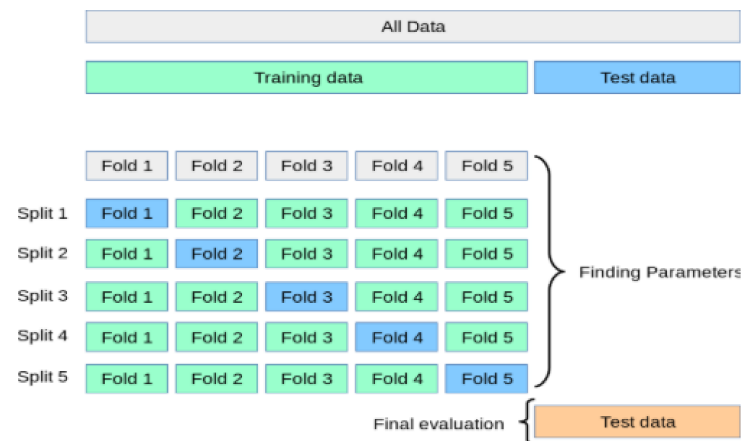 All Data
Training data Test data
Fold 1 Fold 2 Fold 3 Fold 4 Fold 5
Split 1 Fold 1 Fold 2 Fold 3 Fold 4 Fold 5
Split 2 Fold 1 Fold 2 Fold 3 Fold 4 Fold 5
Finding Parameters
Split 3 Fold 1 Fold 2 Fold 3 Fold 4 Fold 5
Split 4 Fold 1 Fold 2 Fold 3 Fold 4 Fold 5
Split 5 Fold 1 Fold 2 Fold 3 Fold 4 Fold 5
Final evaluation Test data